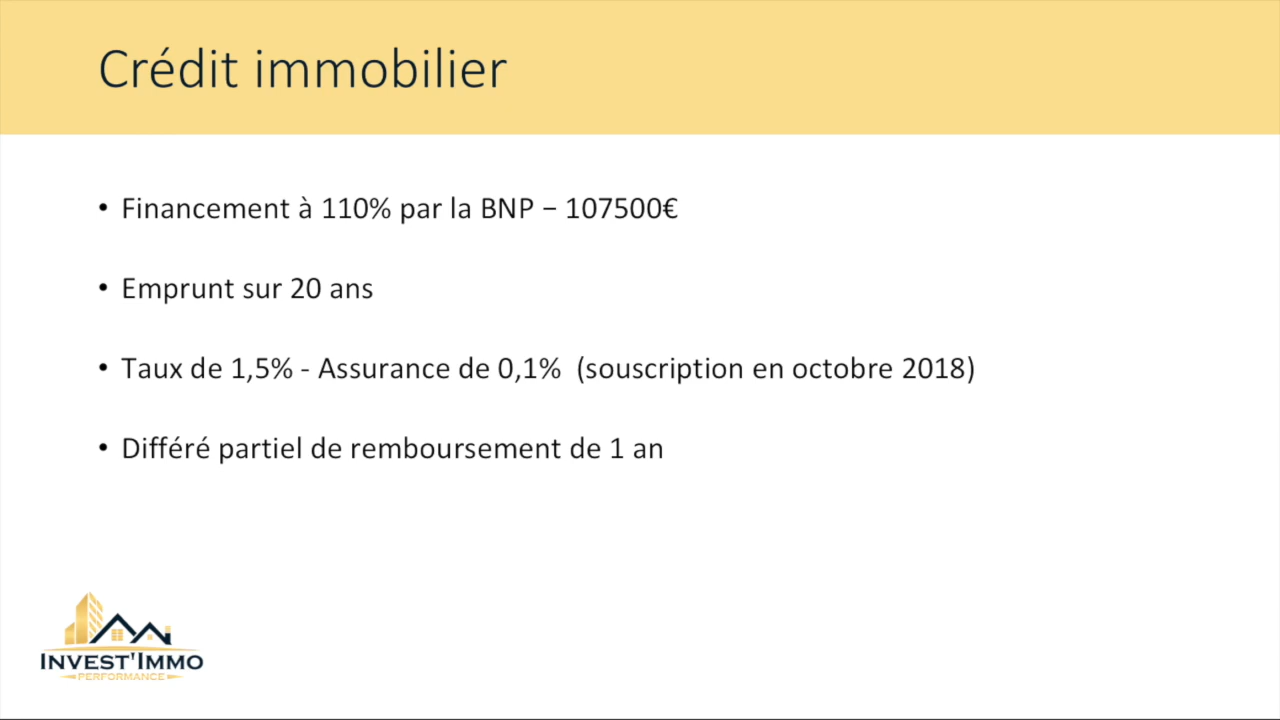 Crédit immobilier
• Financement à 110% par la BNP – 107500€
• Emprunt sur 20 ans
• Taux de 1,5% - Assurance de 0,1%  (souscription en octobre 2018)
• Différé partiel de remboursement de 1 an
INVEST'IMMO
PERFORMANCE